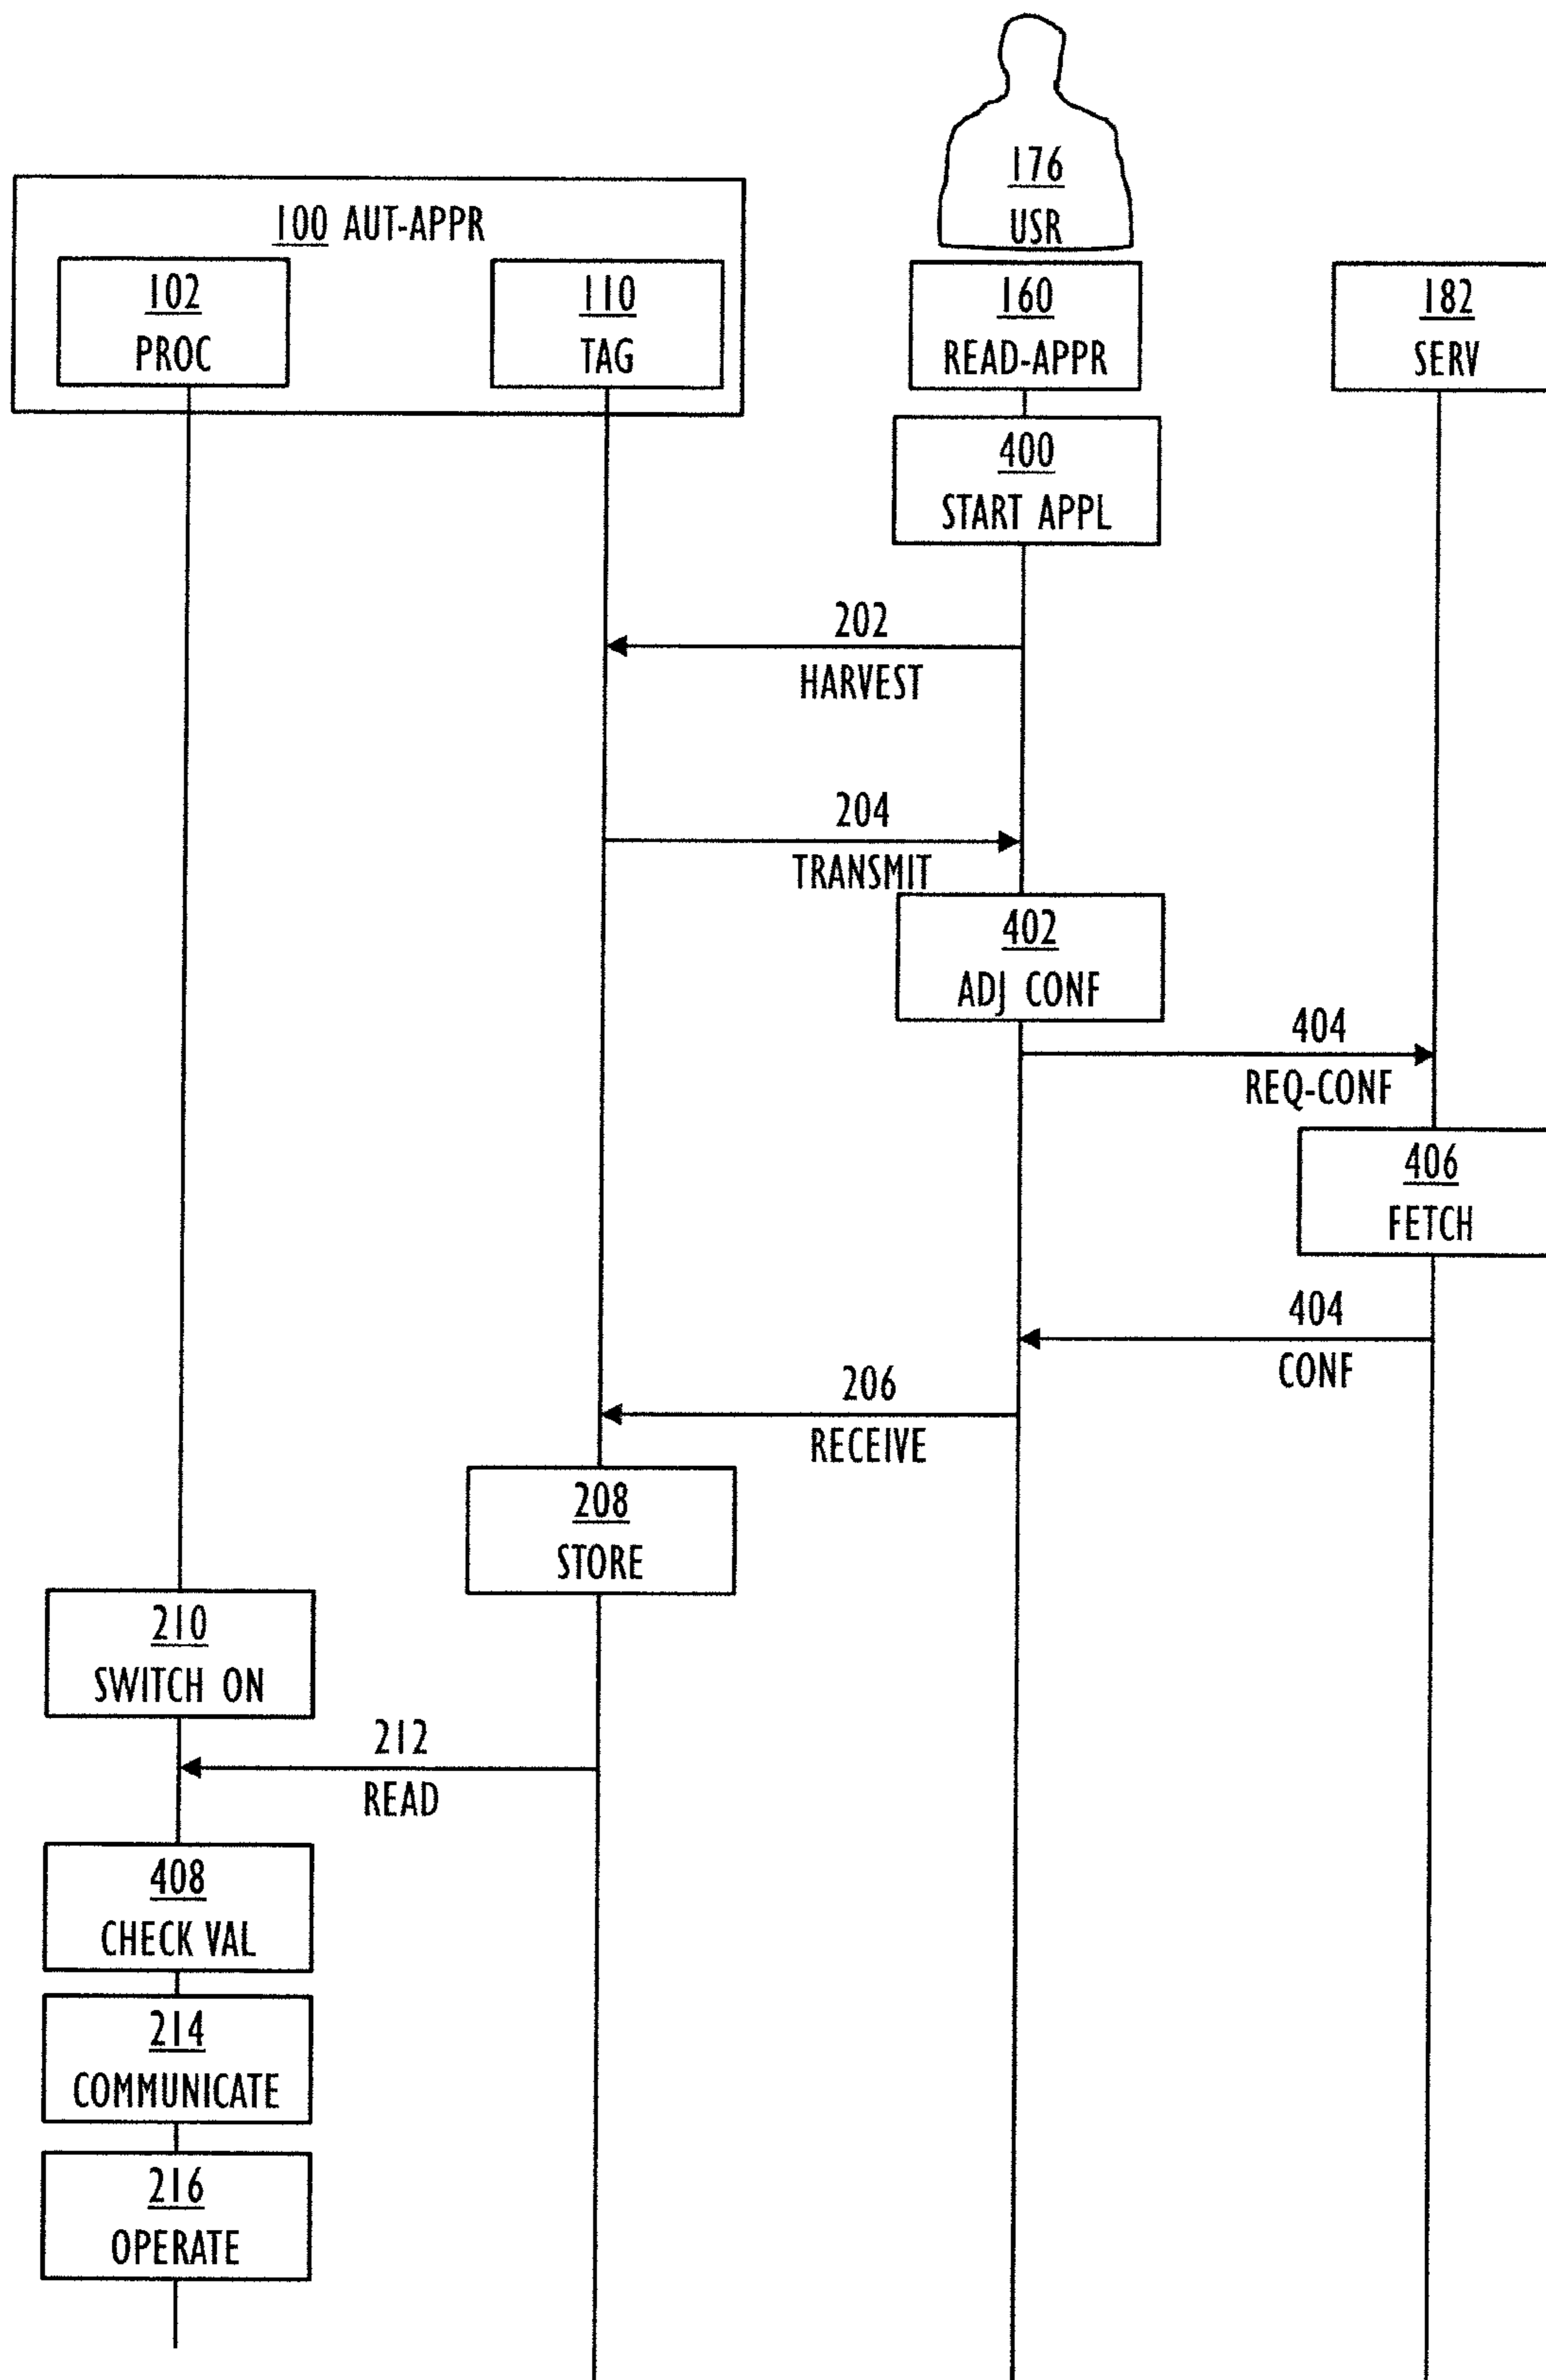 176
USR
100 AUT-APPR
102
PROC
110
TAG
160
READ-APPR
182
SERV
400
START APPL
202
HARVEST
204
TRANSMIT
402
ADJ CONF
404
REQ-CONF
406
FETCH
404
CONF
206
RECEIVE
208
STORE
210
SWITCH ON
212
READ
408
CHECK VAL
214
COMMUNICATE
216
OPERATE